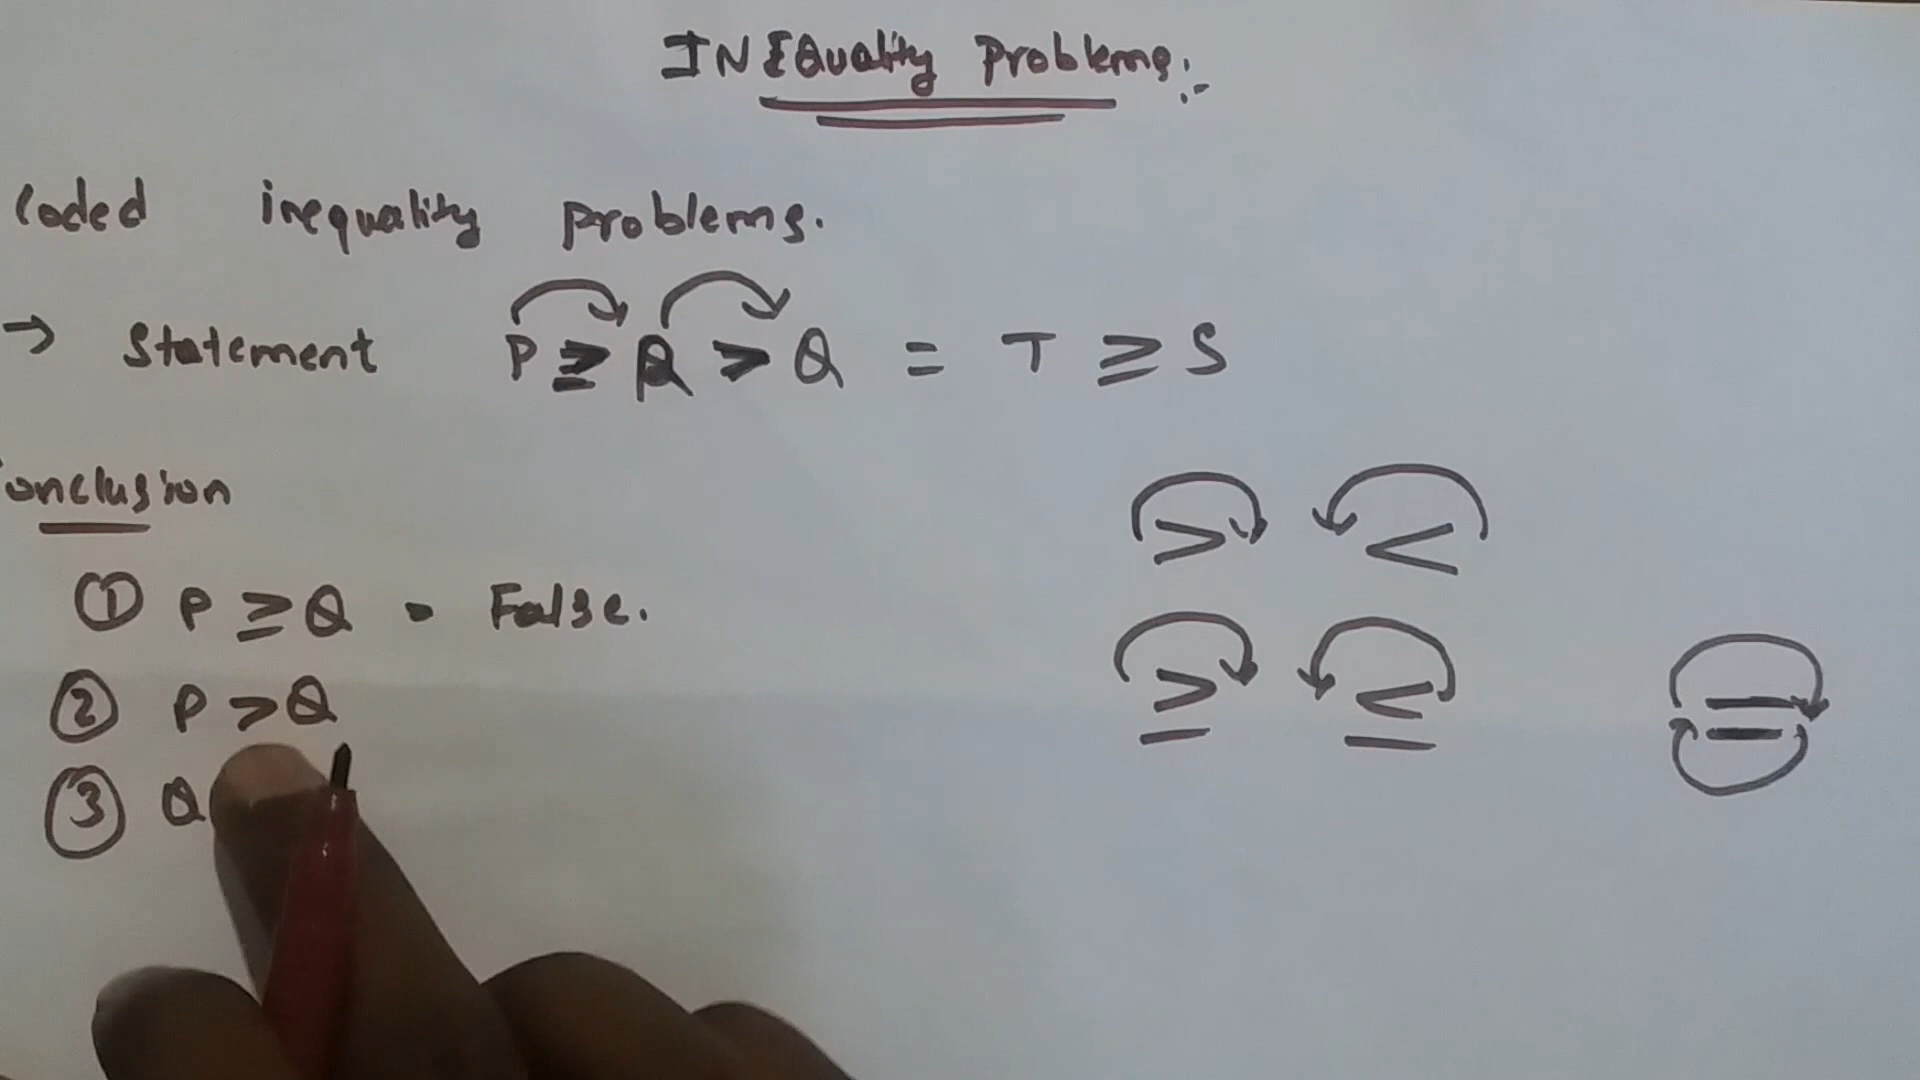 INEQuality Problems:-
Coded inequality Problems.
→ Statement P ≥ R > Q = T ≥ S
Conclusion
① P ≥ Q - False.
② P > Q
③ Q
> <
≥ ≤ =